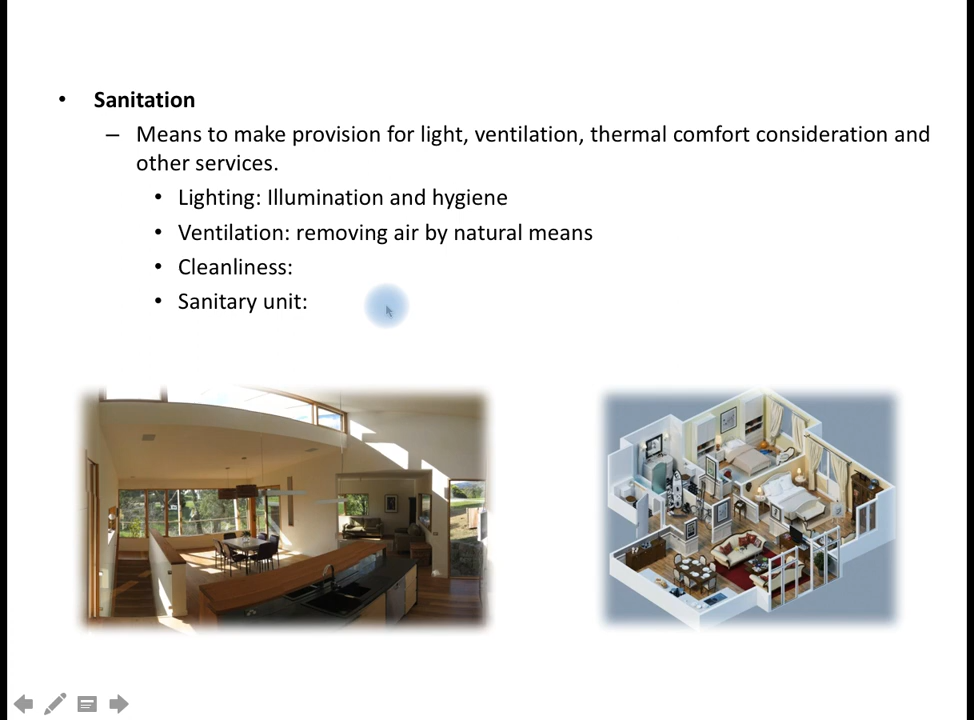 • Sanitation
– Means to make provision for light, ventilation, thermal comfort consideration and
other services.
• Lighting: Illumination and hygiene
• Ventilation: removing air by natural means
• Cleanliness:
• Sanitary unit: